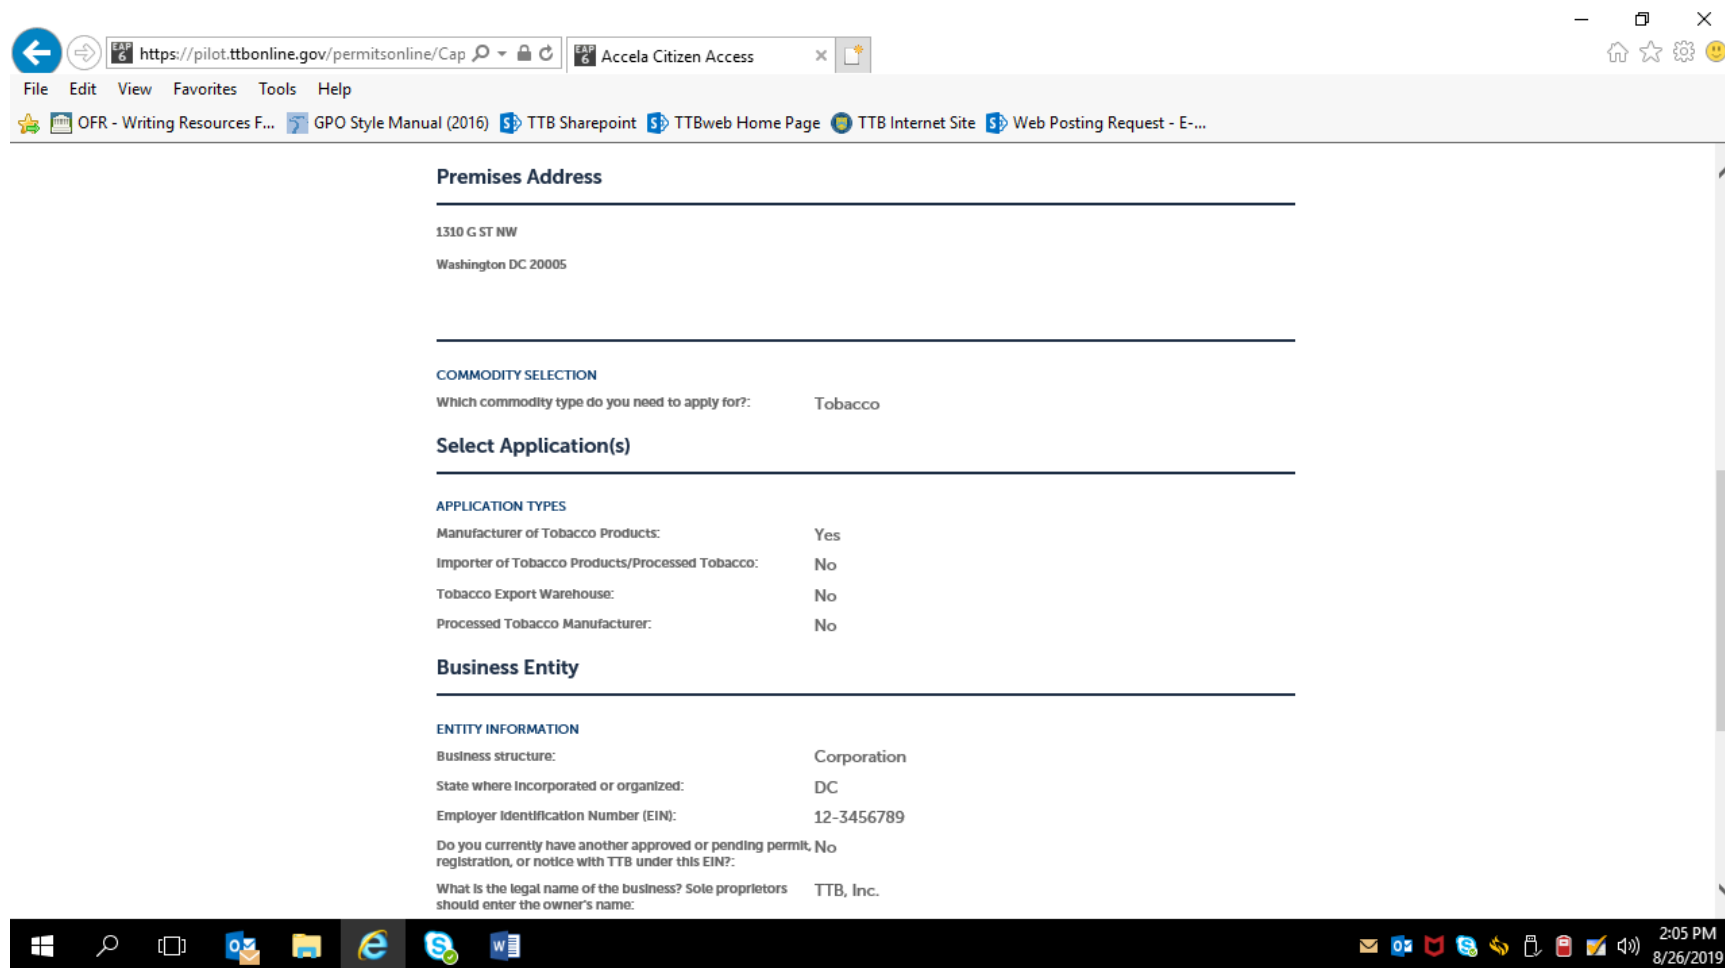 EAP 6 https://pilot.ttbonline.gov/permitsonline/Cap
EAP 6 Accela Citizen Access
File Edit View Favorites Tools Help
OFR - Writing Resources F... GPO Style Manual (2016) TTB Sharepoint TTBweb Home Page TTB Internet Site Web Posting Request - E-...
Premises Address
1310 G ST NW
Washington DC 20005
COMMODITY SELECTION
Which commodity type do you need to apply for?: Tobacco
Select Application(s)
APPLICATION TYPES
Manufacturer of Tobacco Products: Yes
Importer of Tobacco Products/Processed Tobacco: No
Tobacco Export Warehouse: No
Processed Tobacco Manufacturer: No
Business Entity
ENTITY INFORMATION
Business structure: Corporation
State where incorporated or organized: DC
Employer Identification Number (EIN): 12-3456789
Do you currently have another approved or pending permit, No
registration, or notice with TTB under this EIN?:
What is the legal name of the business? Sole proprietors TTB, Inc.
should enter the owner's name:
2:05 PM
8/26/2019